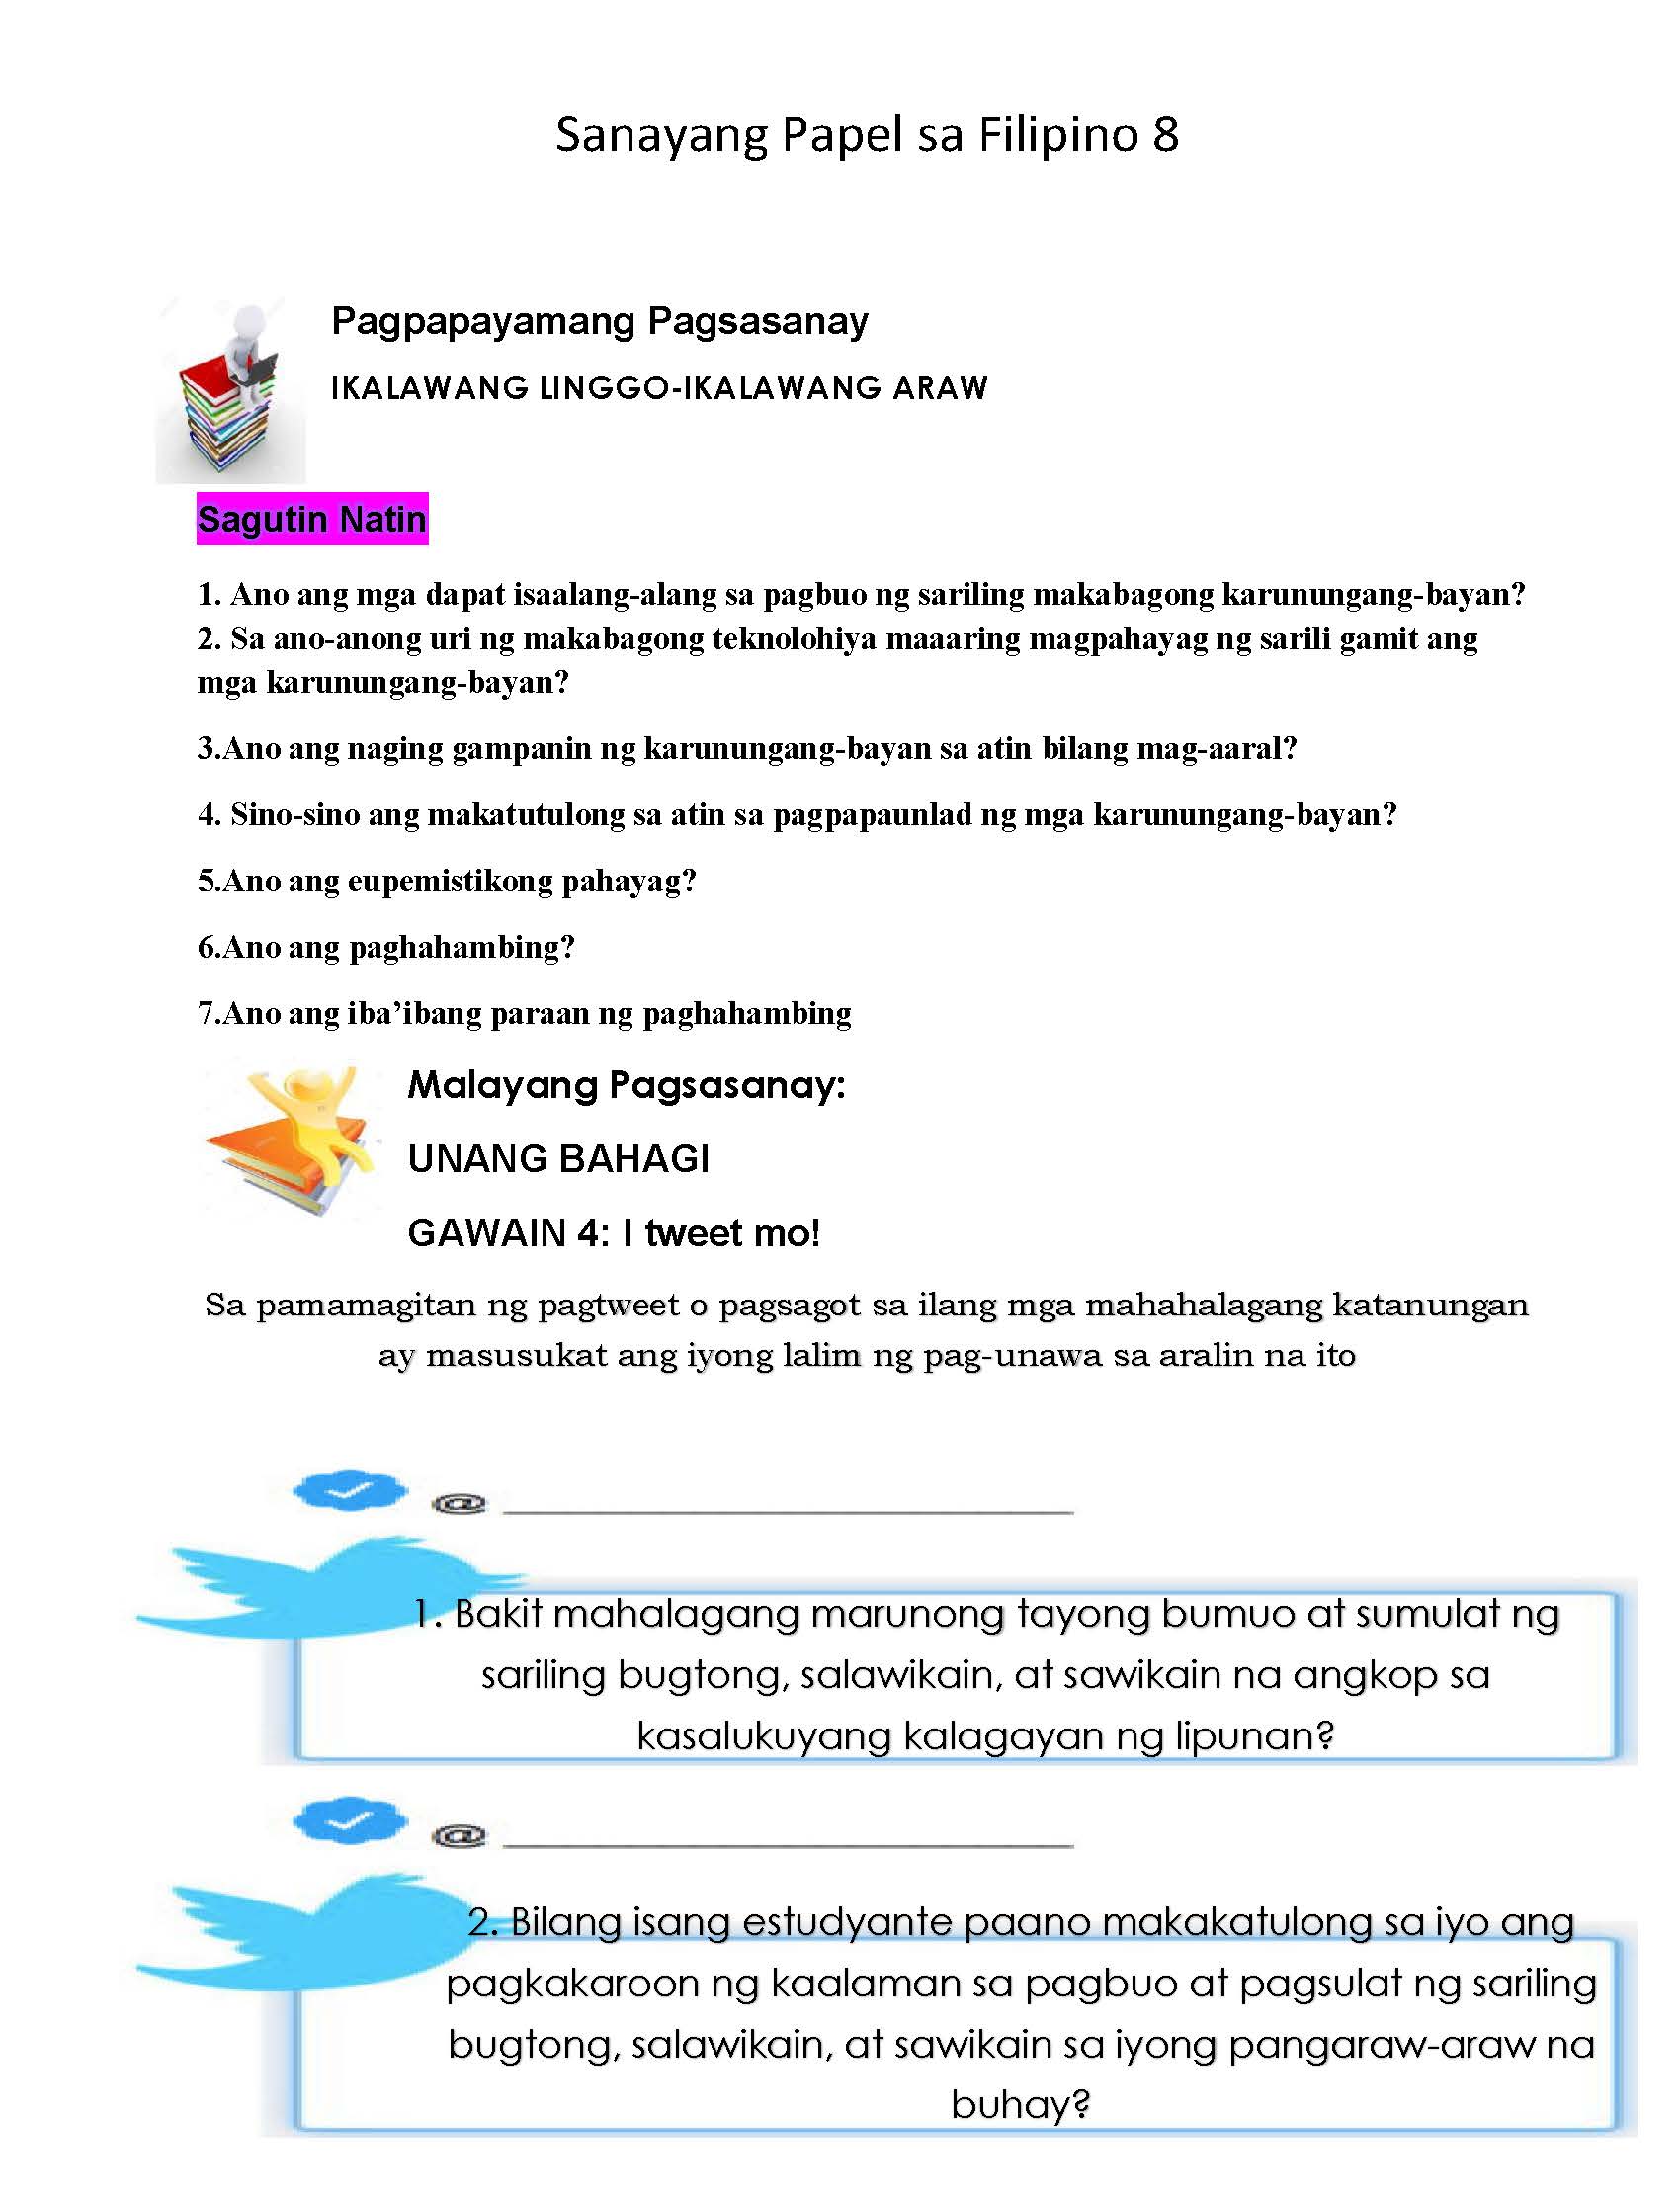 Sanayang Papel sa Filipino 8
Pagpapayamang Pagsasanay
IKALAWANG LINGGO-IKALAWANG ARAW
Sagutin Natin
1. Ano ang mga dapat isaalang-alang sa pagbuo ng sariling makabagong karunungang-bayan?
2. Sa ano-anong uri ng makabagong teknolohiya maaaring magpahayag ng sarili gamit ang
mga karunungang-bayan?
3.Ano ang naging gampanin ng karunungang-bayan sa atin bilang mag-aaral?
4. Sino-sino ang makatutulong sa atin sa pagpapaunlad ng mga karunungang-bayan?
5.Ano ang eupemistikong pahayag?
6.Ano ang paghahambing?
7.Ano ang iba’ibang paraan ng paghahambing
Malayang Pagsasanay:
UNANG BAHAGI
GAWAIN 4: I tweet mo!
Sa pamamagitan ng pagtweet o pagsagot sa ilang mga mahahalagang katanungan
ay masusukat ang iyong lalim ng pag-unawa sa aralin na ito
@ ______________________________
1. Bakit mahalagang marunong tayong bumuo at sumulat ng
sariling bugtong, salawikain, at sawikain na angkop sa
kasalukuyang kalagayan ng lipunan?
@ ______________________________
2. Bilang isang estudyante paano makakatulong sa iyo ang
pagkakaroon ng kaalaman sa pagbuo at pagsulat ng sariling
bugtong, salawikain, at sawikain sa iyong pangaraw-araw na
buhay?